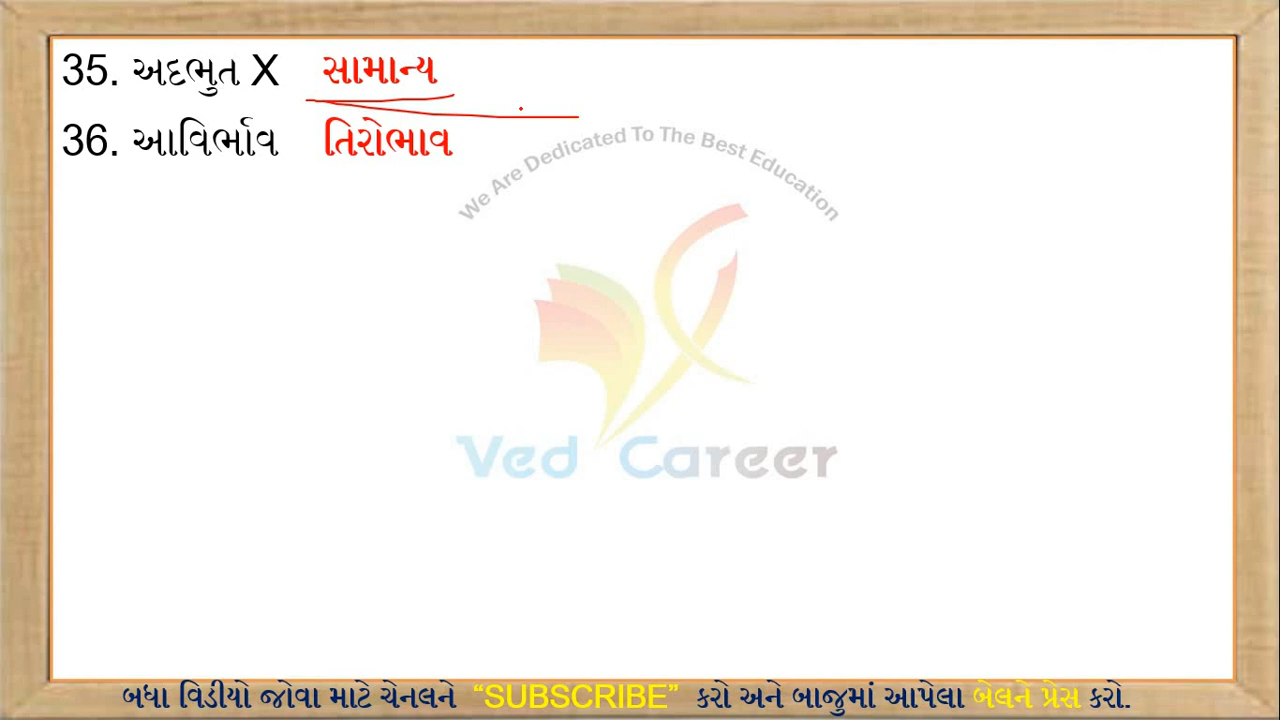 35. અદભુત X સામાન્ય
36. આવિર્ભાવ તિરોભાવ
We Are Dedicated To The Best Education
Ved Career
બધા વિડીયો જોવા માટે ચેનલને “SUBSCRIBE” કરો અને બાજુમાં આપેલા બેલને પ્રેસ કરો.